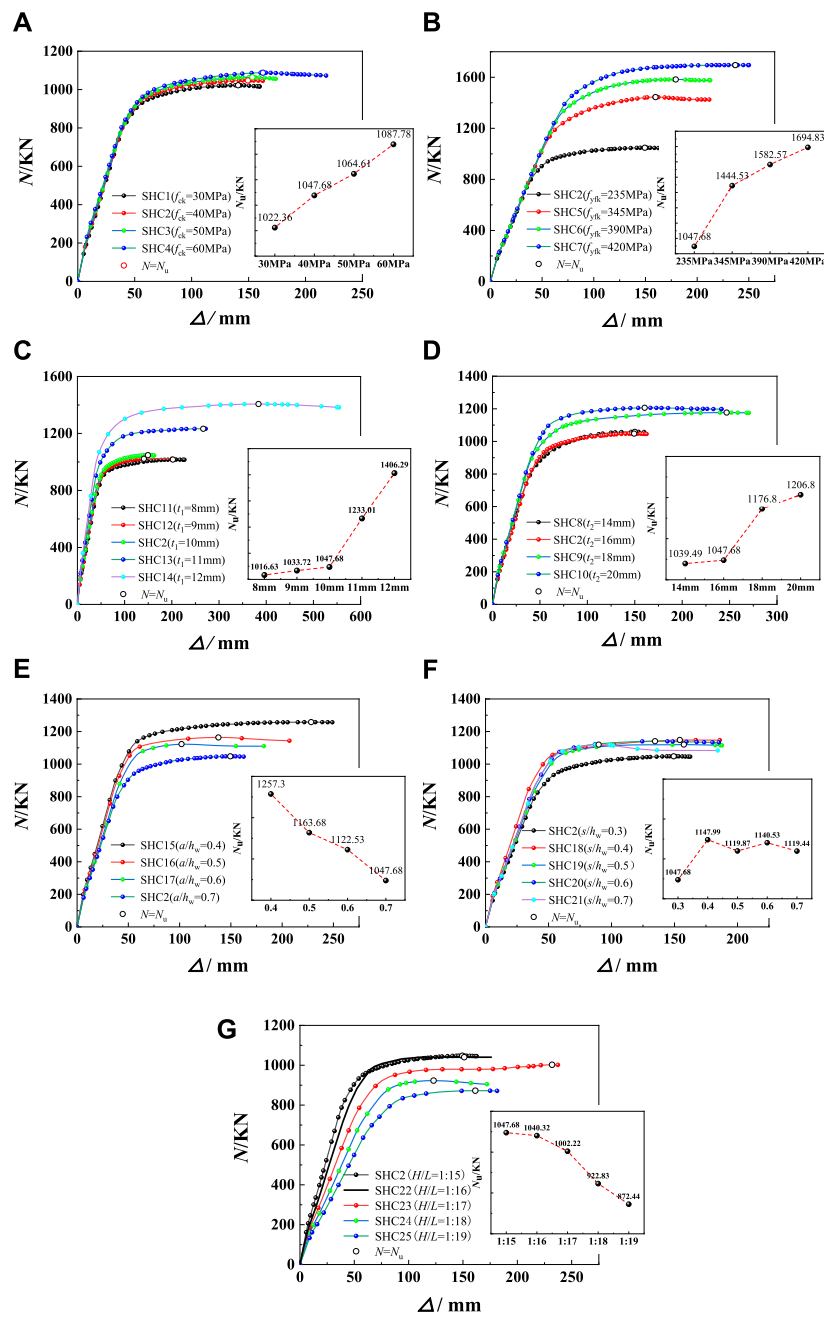 A
1200
1000
800
600
400
200
0
N/KN
0 50 100 150 200 250 300 350
Δ/ mm
SHC1(fck=30MPa)
SHC2(fck=40MPa)
SHC3(fck=50MPa)
SHC4(fck=60MPa)
N=Nu
Nu/KN
1022.36
1047.68
1064.61
1087.78
30MPa 40MPa 50MPa 60MPa
B
1600
1200
800
400
0
N/KN
0 50 100 150 200 250
Δ/ mm
SHC2(fyfk=235MPa)
SHC5(fyfk=345MPa)
SHC6(fyfk=390MPa)
SHC7(fyfk=420MPa)
N=Nu
Nu/KN
1047.68
1444.53
1582.57
1694.83
235MPa 345MPa 390MPa 420MPa
C
1600
1400
1200
1000
800
400
0
N/KN
0 100 200 300 400 500 600
Δ/ mm
SHC11(t1=8mm)
SHC12(t1=9mm)
SHC2(t1=10mm)
SHC13(t1=11mm)
SHC14(t1=12mm)
N=Nu
Nu/KN
1016.63
1033.72
1047.68
1233.01
1406.29
8mm 9mm 10mm 11mm 12mm
D
1400
1200
1000
800
600
400
200
0
N/KN
0 50 100 150 200 250 300
Δ/ mm
SHC8(t2=14mm)
SHC2(t2=16mm)
SHC9(t2=18mm)
SHC10(t2=20mm)
N=Nu
Nu/KN
1039.49
1047.68
1176.8
1206.8
14mm 16mm 18mm 20mm
E
1400
1200
1000
800
600
400
200
0
N/KN
0 50 100 150 200 250
Δ/ mm
SHC15(a/hw=0.4)
SHC16(a/hw=0.5)
SHC17(a/hw=0.6)
SHC2(a/hw=0.7)
N=Nu
Nu/KN
1257.3
1163.68
1122.53
1047.68
0.4 0.5 0.6 0.7
F
1400
1200
1000
800
600
400
200
0
N/KN
0 50 100 150 200
Δ/ mm
SHC2(s/hw=0.3)
SHC18(s/hw=0.4)
SHC19(s/hw=0.5)
SHC20(s/hw=0.6)
SHC21(s/hw=0.7)
N=Nu
Nu/KN
1047.68
1147.99
1119.87
1140.53
1119.44
0.3 0.4 0.5 0.6 0.7
G
1200
1000
800
600
400
200
0
N/KN
0 50 100 150 200 250
Δ/ mm
SHC2(H/L=1:15)
SHC22(H/L=1:16)
SHC23(H/L=1:17)
SHC24(H/L=1:18)
SHC25(H/L=1:19)
N=Nu
Nu/KN
1047.68
1040.32
1002.22
922.83
872.44
1:15 1:16 1:17 1:18 1:19